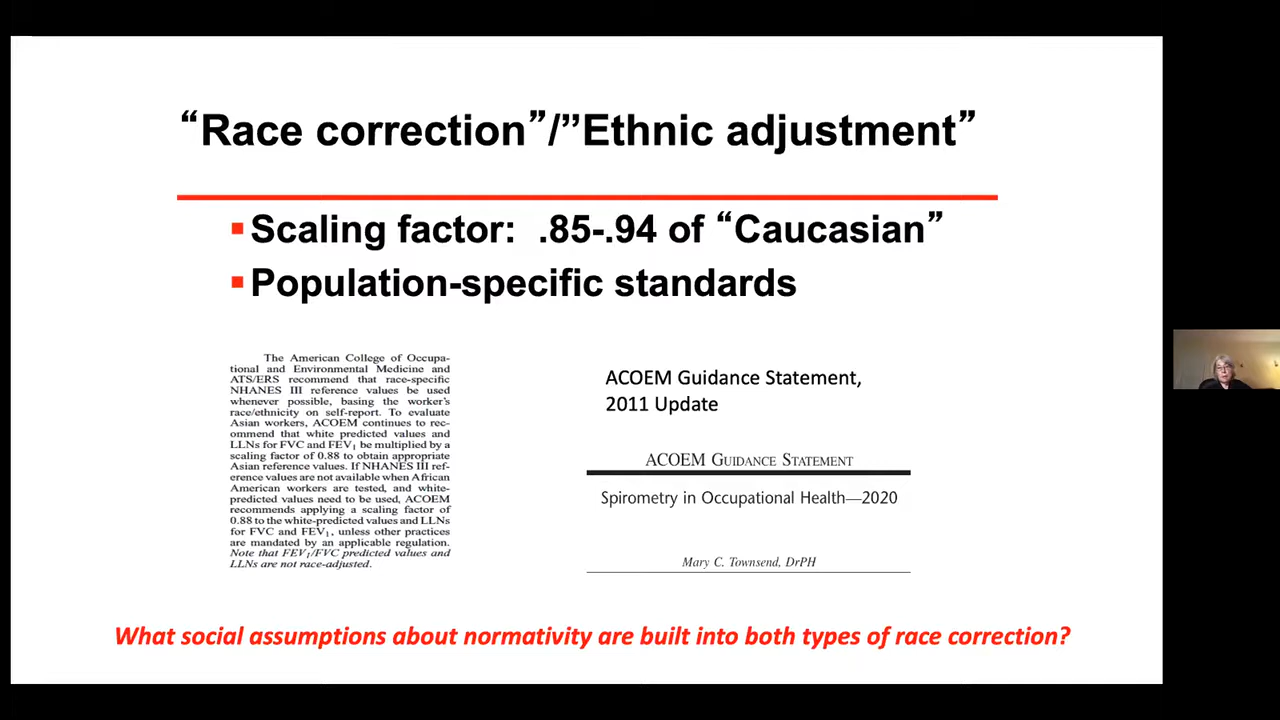 “Race correction”/”Ethnic adjustment”
▪Scaling factor:  .85-.94 of “Caucasian”
▪Population-specific standards
The American College of Occupa-
tional and Environmental Medicine and
ATS/ERS recommend that race-specific
NHANES III reference values be used
whenever possible, basing the worker's
race/ethnicity on self-report. To evaluate
Asian workers, ACOEM continues to rec-
ommend that white predicted values and
LLNs for FVC and FEV₁ be multiplied by a
scaling factor of 0.88 to obtain appropriate
Asian reference values. If NHANES III ref-
erence values are not available when African
American workers are tested, and white-
predicted values need to be used, ACOEM
recommends applying a scaling factor of
0.88 to the white-predicted values and LLNs
for FVC and FEV₁, unless other practices
are mandated by an applicable regulation.
Note that FEV₁/FVC predicted values and
LLNs are not race-adjusted.
ACOEM Guidance Statement,
2011 Update
ACOEM GUIDANCE STATEMENT
Spirometry in Occupational Health—2020
Mary C. Townsend, DrPH
What social assumptions about normativity are built into both types of race correction?